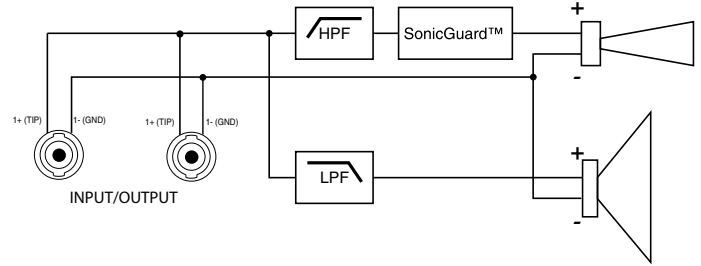 +
HPF
SonicGuard™
-
1+ (TIP)
1- (GND)
1+ (TIP)
1- (GND)
+
LPF
INPUT/OUTPUT
-